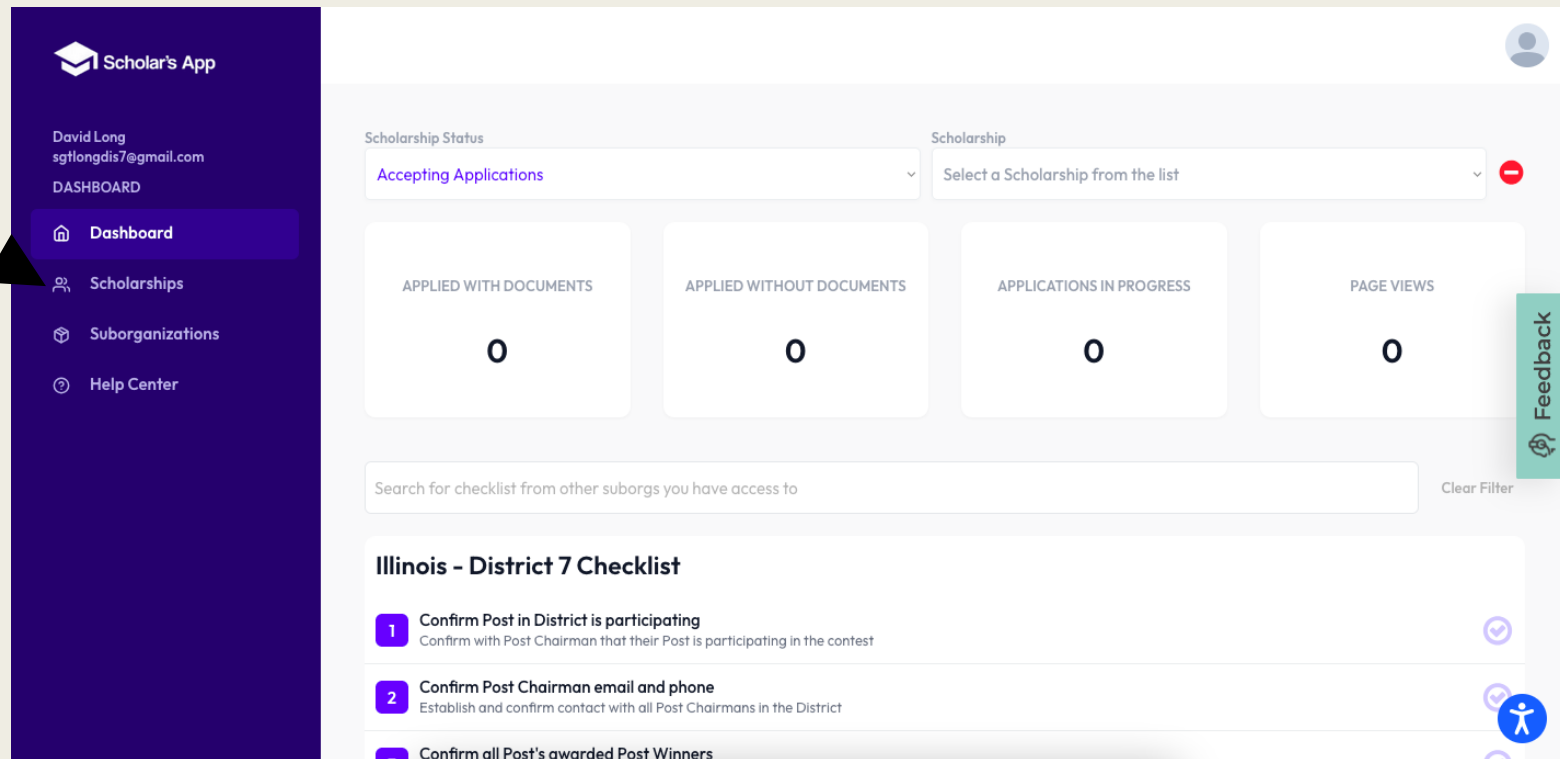 Scholar's App
David Long
sgtlongdis7@gmail.com
DASHBOARD
Dashboard
Scholarships
Suborganizations
Help Center
Scholarship Status
Accepting Applications
Scholarship
Select a Scholarship from the list
APPLIED WITH DOCUMENTS
0
APPLIED WITHOUT DOCUMENTS
0
APPLICATIONS IN PROGRESS
0
PAGE VIEWS
0
Feedback
Search for checklist from other suborgs you have access to
Clear Filter
Illinois - District 7 Checklist
1
Confirm Post in District is participating
Confirm with Post Chairman that their Post is participating in the contest
2
Confirm Post Chairman email and phone
Establish and confirm contact with all Post Chairmans in the District
Confirm all Post's awarded Post Winners